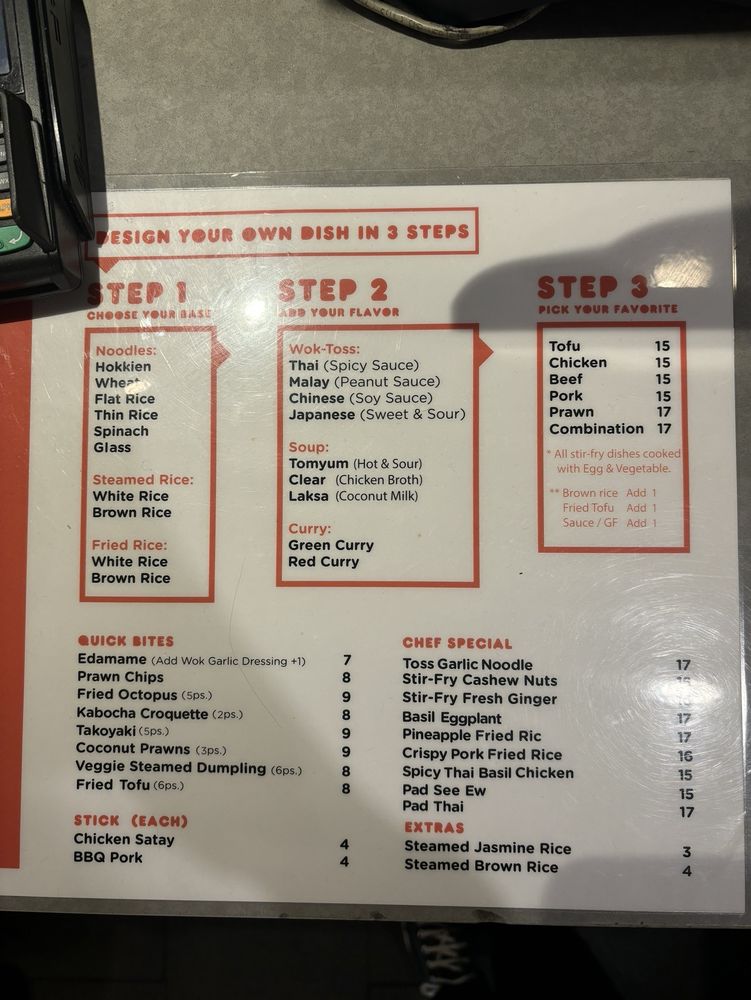 DESIGN YOUR OWN DISH IN 3 STEPS
STEP 1
CHOOSE YOUR BASE
Noodles:
Hokkien
Wheat
Flat Rice
Thin Rice
Spinach
Glass
Steamed Rice:
White Rice
Brown Rice
Fried Rice:
White Rice
Brown Rice
STEP 2
ADD YOUR FLAVOR
Wok-Toss:
Thai (Spicy Sauce)
Malay (Peanut Sauce)
Chinese (Soy Sauce)
Japanese (Sweet & Sour)
Soup:
Tomyum (Hot & Sour)
Clear (Chicken Broth)
Laksa (Coconut Milk)
Curry:
Green Curry
Red Curry
STEP 3
PICK YOUR FAVORITE
Tofu 15
Chicken 15
Beef 15
Pork 15
Prawn 17
Combination 17
* All stir-fry dishes cooked
with Egg & Vegetable.
** Brown rice Add 1
Fried Tofu Add 1
Sauce / GF Add 1
QUICK BITES
Edamame (Add Wok Garlic Dressing +1) 7
Prawn Chips 8
Fried Octopus (5ps.) 9
Kabocha Croquette (2ps.) 8
Takoyaki (5ps.) 9
Coconut Prawns (3ps.) 9
Veggie Steamed Dumpling (6ps.) 8
Fried Tofu (6ps.) 8
STICK (EACH)
Chicken Satay 4
BBQ Pork 4
CHEF SPECIAL
Toss Garlic Noodle 17
Stir-Fry Cashew Nuts
Stir-Fry Fresh Ginger
Basil Eggplant 17
Pineapple Fried Ric 17
Crispy Pork Fried Rice 16
Spicy Thai Basil Chicken 15
Pad See Ew 15
Pad Thai 17
EXTRAS
Steamed Jasmine Rice 3
Steamed Brown Rice 4